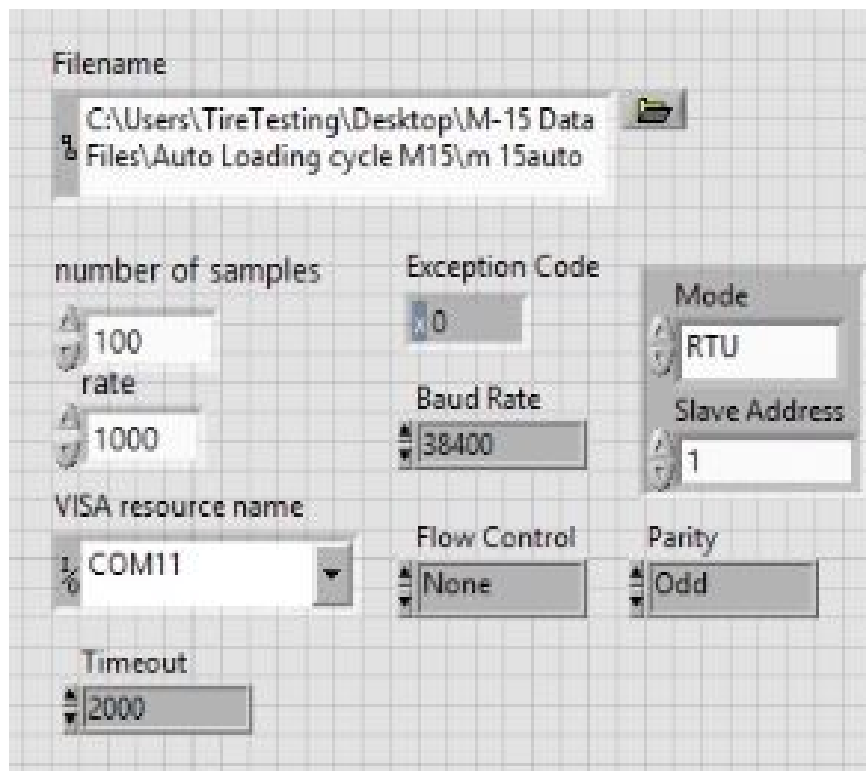 Filename
C:\Users\TireTesting\Desktop\M-15 Data
Files\Auto Loading cycle M15\m 15auto
number of samples
100
rate
1000
Exception Code
x 0
Baud Rate
38400
Mode
RTU
Slave Address
1
VISA resource name
COM11
Flow Control
None
Parity
Odd
Timeout
2000